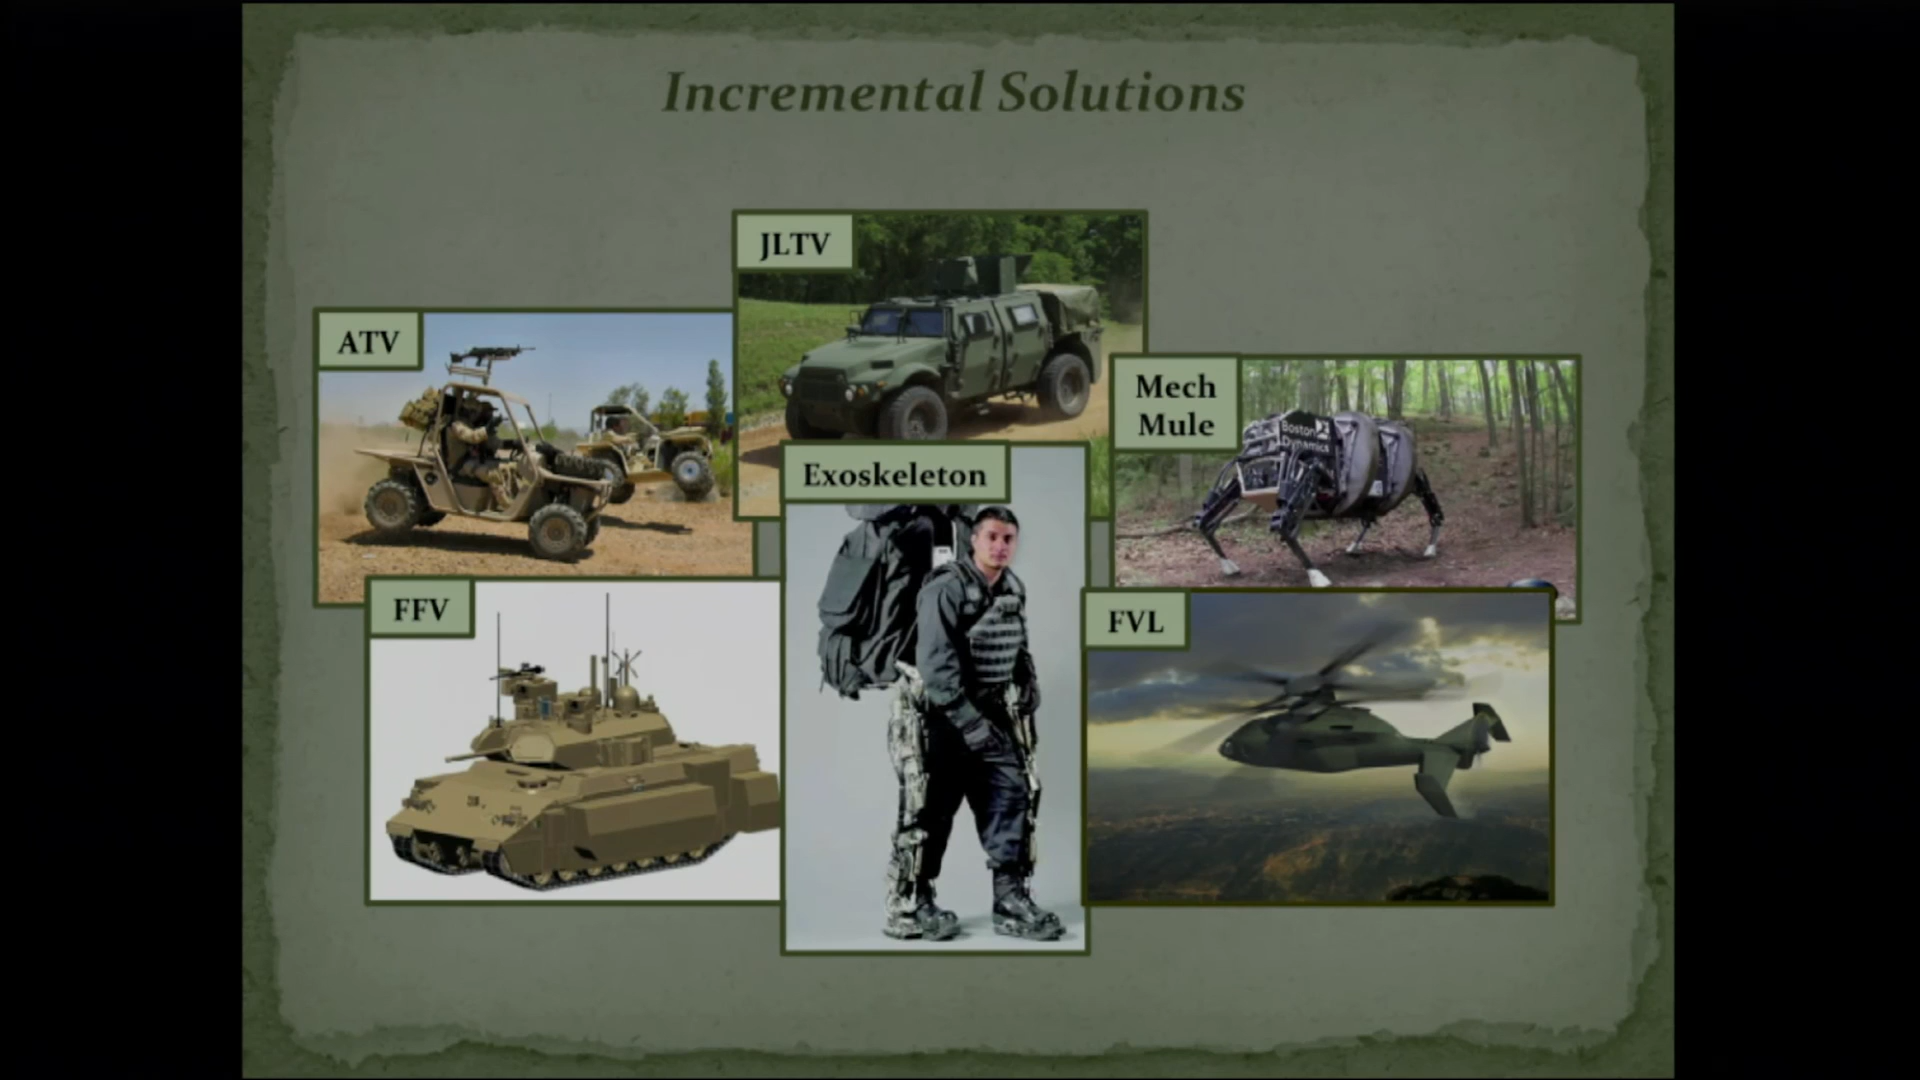 Incremental Solutions
JLTV
ATV
Mech
Mule
Boston
Dynamics
Exoskeleton
FFV
FVL